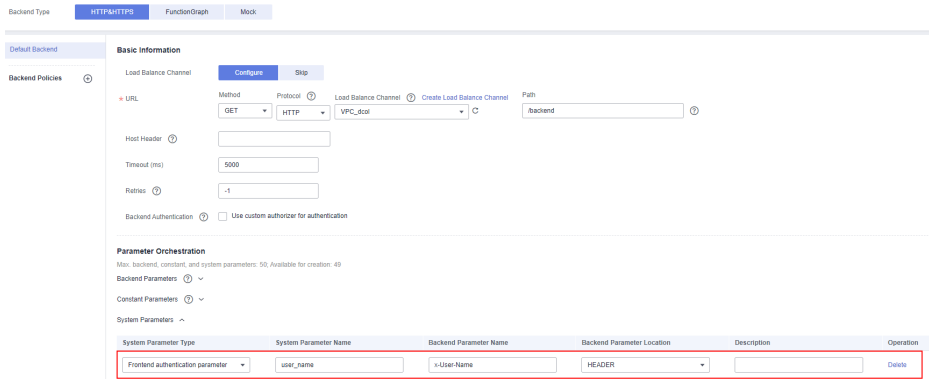 Backend Type HTTP&HTTPS FunctionGraph Mock
Default Backend
Backend Policies
Basic Information
Load Balance Channel Configure Skip
* URL
Method Protocol ? Load Balance Channel ? Create Load Balance Channel Path
GET HTTP VPC_dcol /backend ?
Host Header ?
Timeout (ms) 5000
Retries ? -1
Backend Authentication ? Use custom authorizer for authentication
Parameter Orchestration
Max. backend, constant, and system parameters: 50; Available for creation: 49
Backend Parameters ?
Constant Parameters ?
System Parameters
System Parameter Type System Parameter Name Backend Parameter Name Backend Parameter Location Description Operation
Frontend authentication parameter user_name x-User-Name HEADER Delete